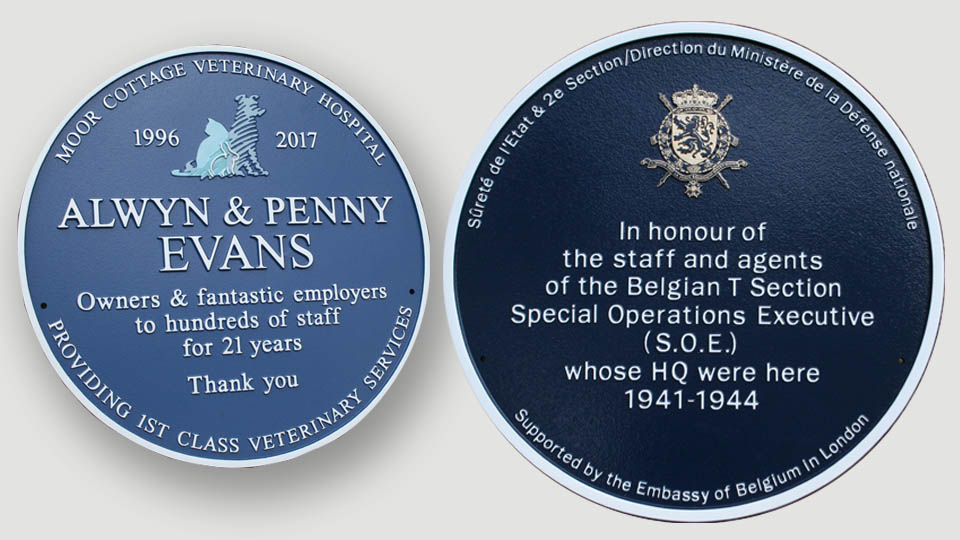 MOOR COTTAGE VETERINARY HOSPITAL
1996 2017
ALWYN & PENNY
EVANS
Owners & fantastic employers
to hundreds of staff
for 21 years
Thank you
PROVIDING 1ST CLASS VETERINARY SERVICES
Sûreté de l'Etat & 2e Section/Direction du Ministère de la Défense nationale
In honour of
the staff and agents
of the Belgian T Section
Special Operations Executive
(S.O.E.)
whose HQ were here
1941-1944
Supported by the Embassy of Belgium in London